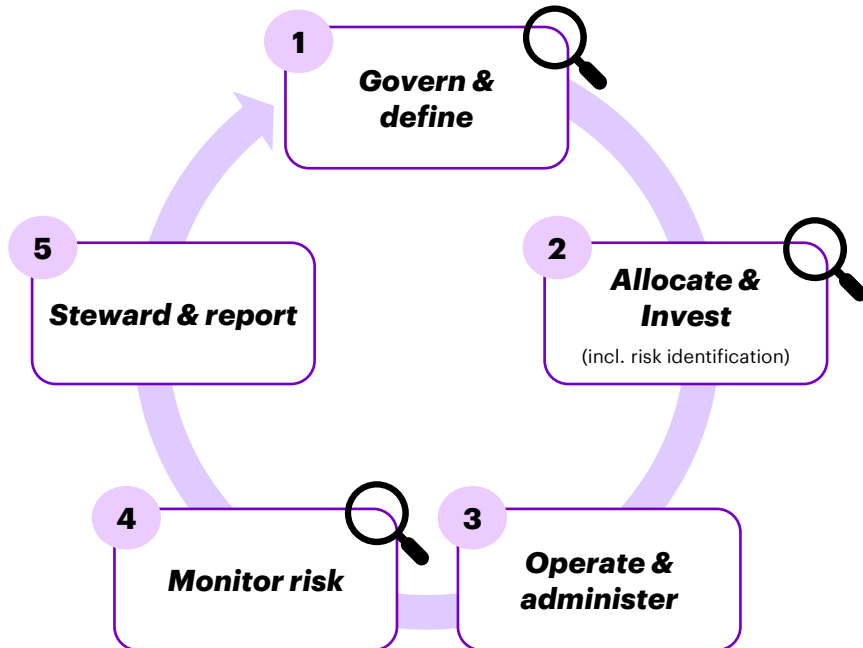 1
Govern &
define
2
Allocate &
Invest
(incl. risk identification)
3
Operate &
administer
4
Monitor risk
5
Steward & report